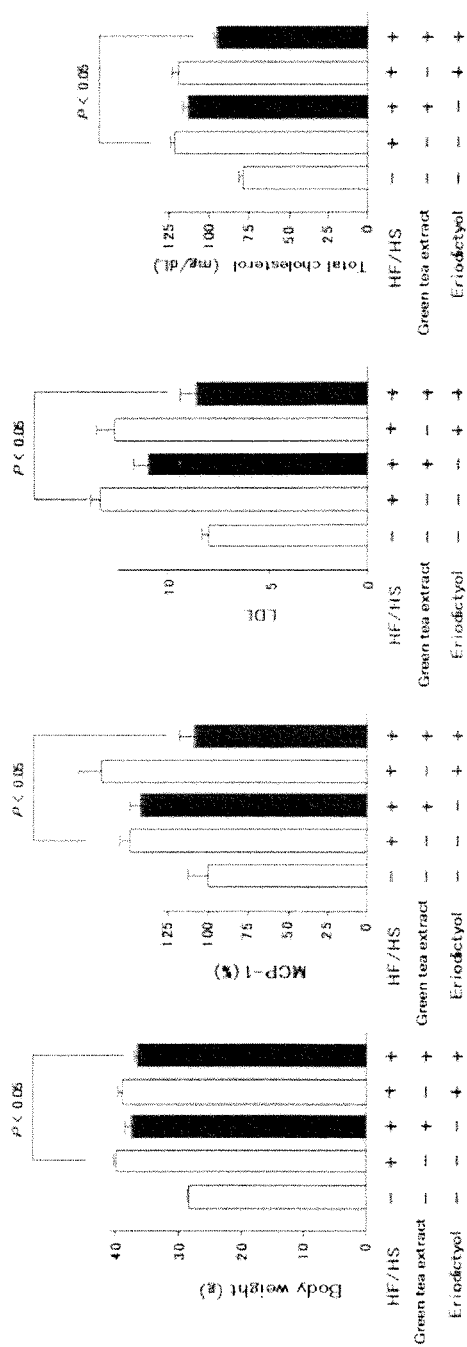 P < 0.05
Body weight (g)
40
30
20
10
0
HF/HS − + + + +
Green tea extract − − + − +
Eriodictyol − − − + +
P < 0.05
MCP-1(%)
125
100
75
50
25
0
HF/HS − + + + +
Green tea extract − − + − +
Eriodictyol − − − + +
P < 0.05
LDL
10
5
0
HF/HS − + + + +
Green tea extract − − + − +
Eriodictyol − − − + +
P < 0.05
Total cholesterol (mg/dL)
125
100
75
50
25
0
HF/HS − + + + +
Green tea extract − − + − +
Eriodictyol − − − + +